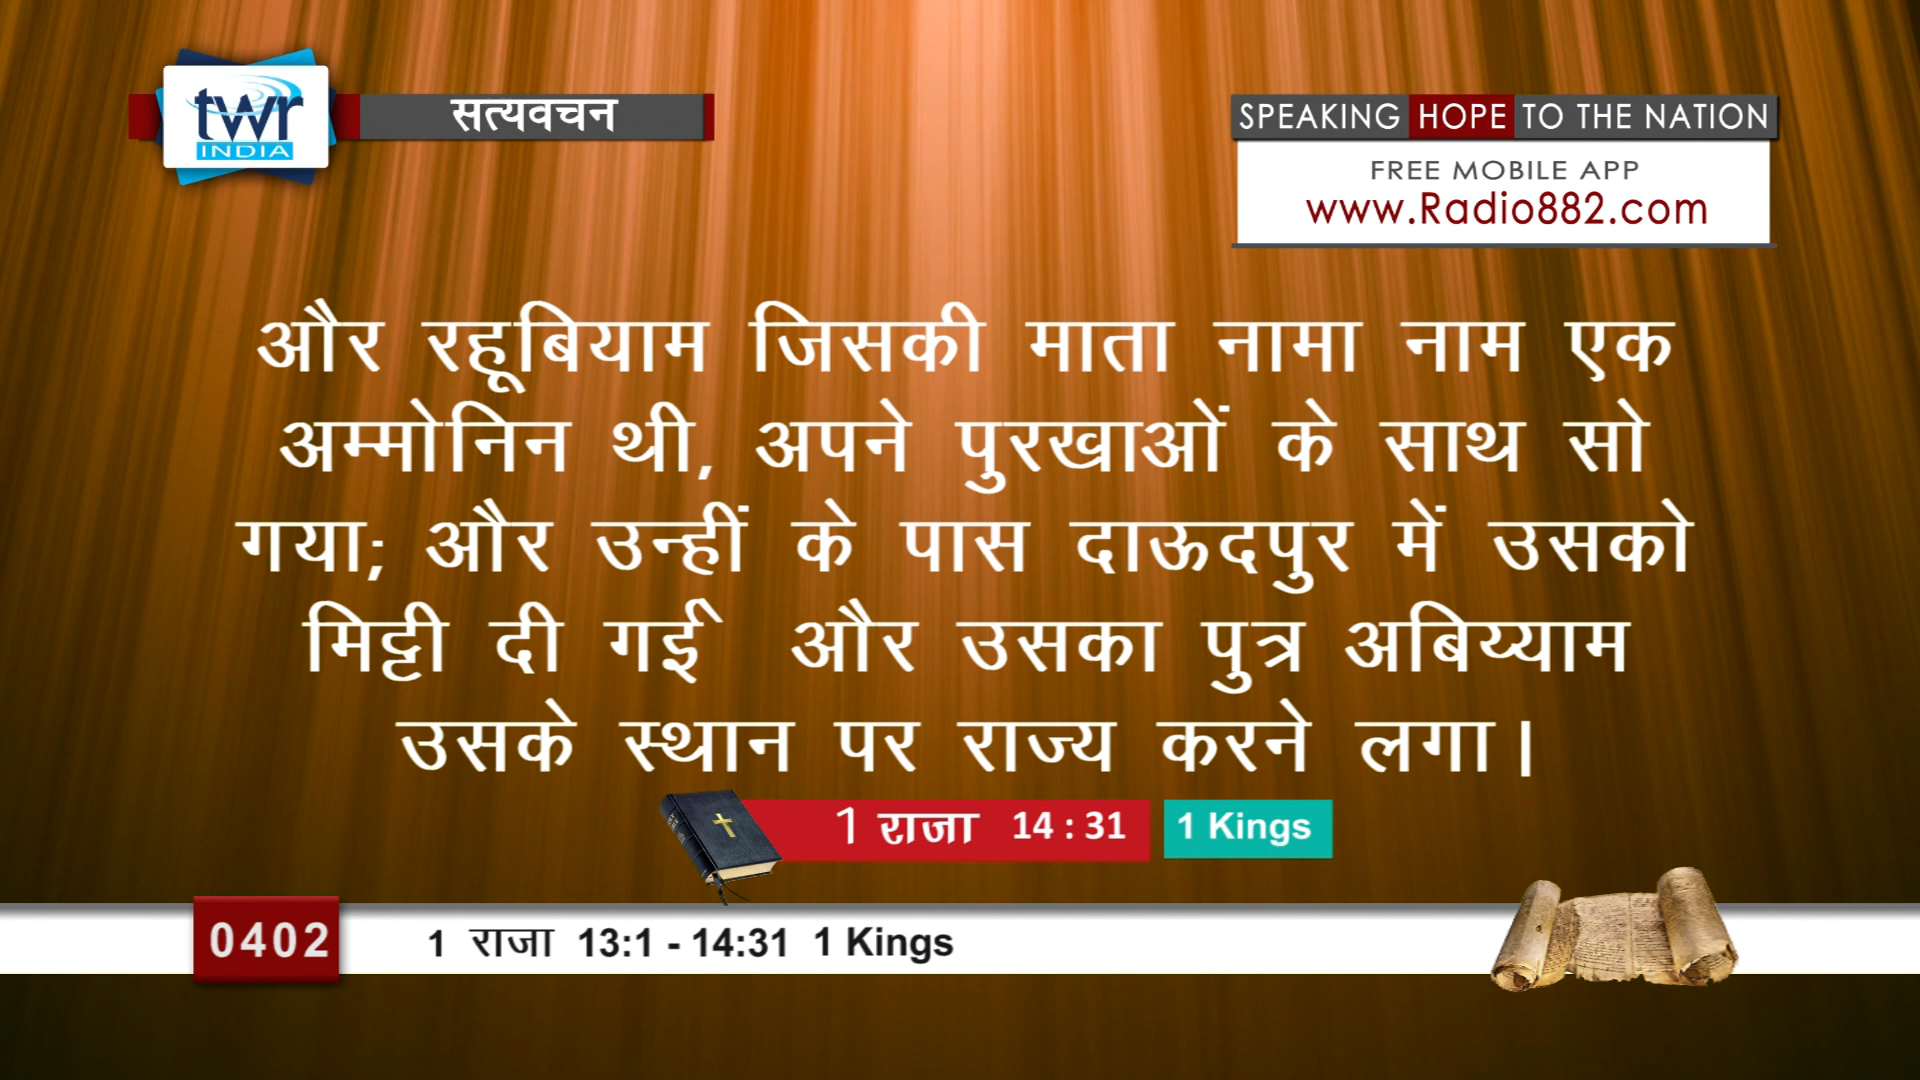 twr
INDIA
सत्यवचन
SPEAKING HOPE TO THE NATION
FREE MOBILE APP
www.Radio882.com
और रहूबियाम जिसकी माता नामा नाम एक
अम्मोनिन थी, अपने पुरखाओं के साथ सो
गया; और उन्हीं के पास दाऊदपुर में उसको
मिट्टी दी गई` और उसका पुत्र अबिय्याम
उसके स्थान पर राज्य करने लगा।
1 राजा 14 : 31 1 Kings
0402 1 राजा 13:1 - 14:31 1 Kings